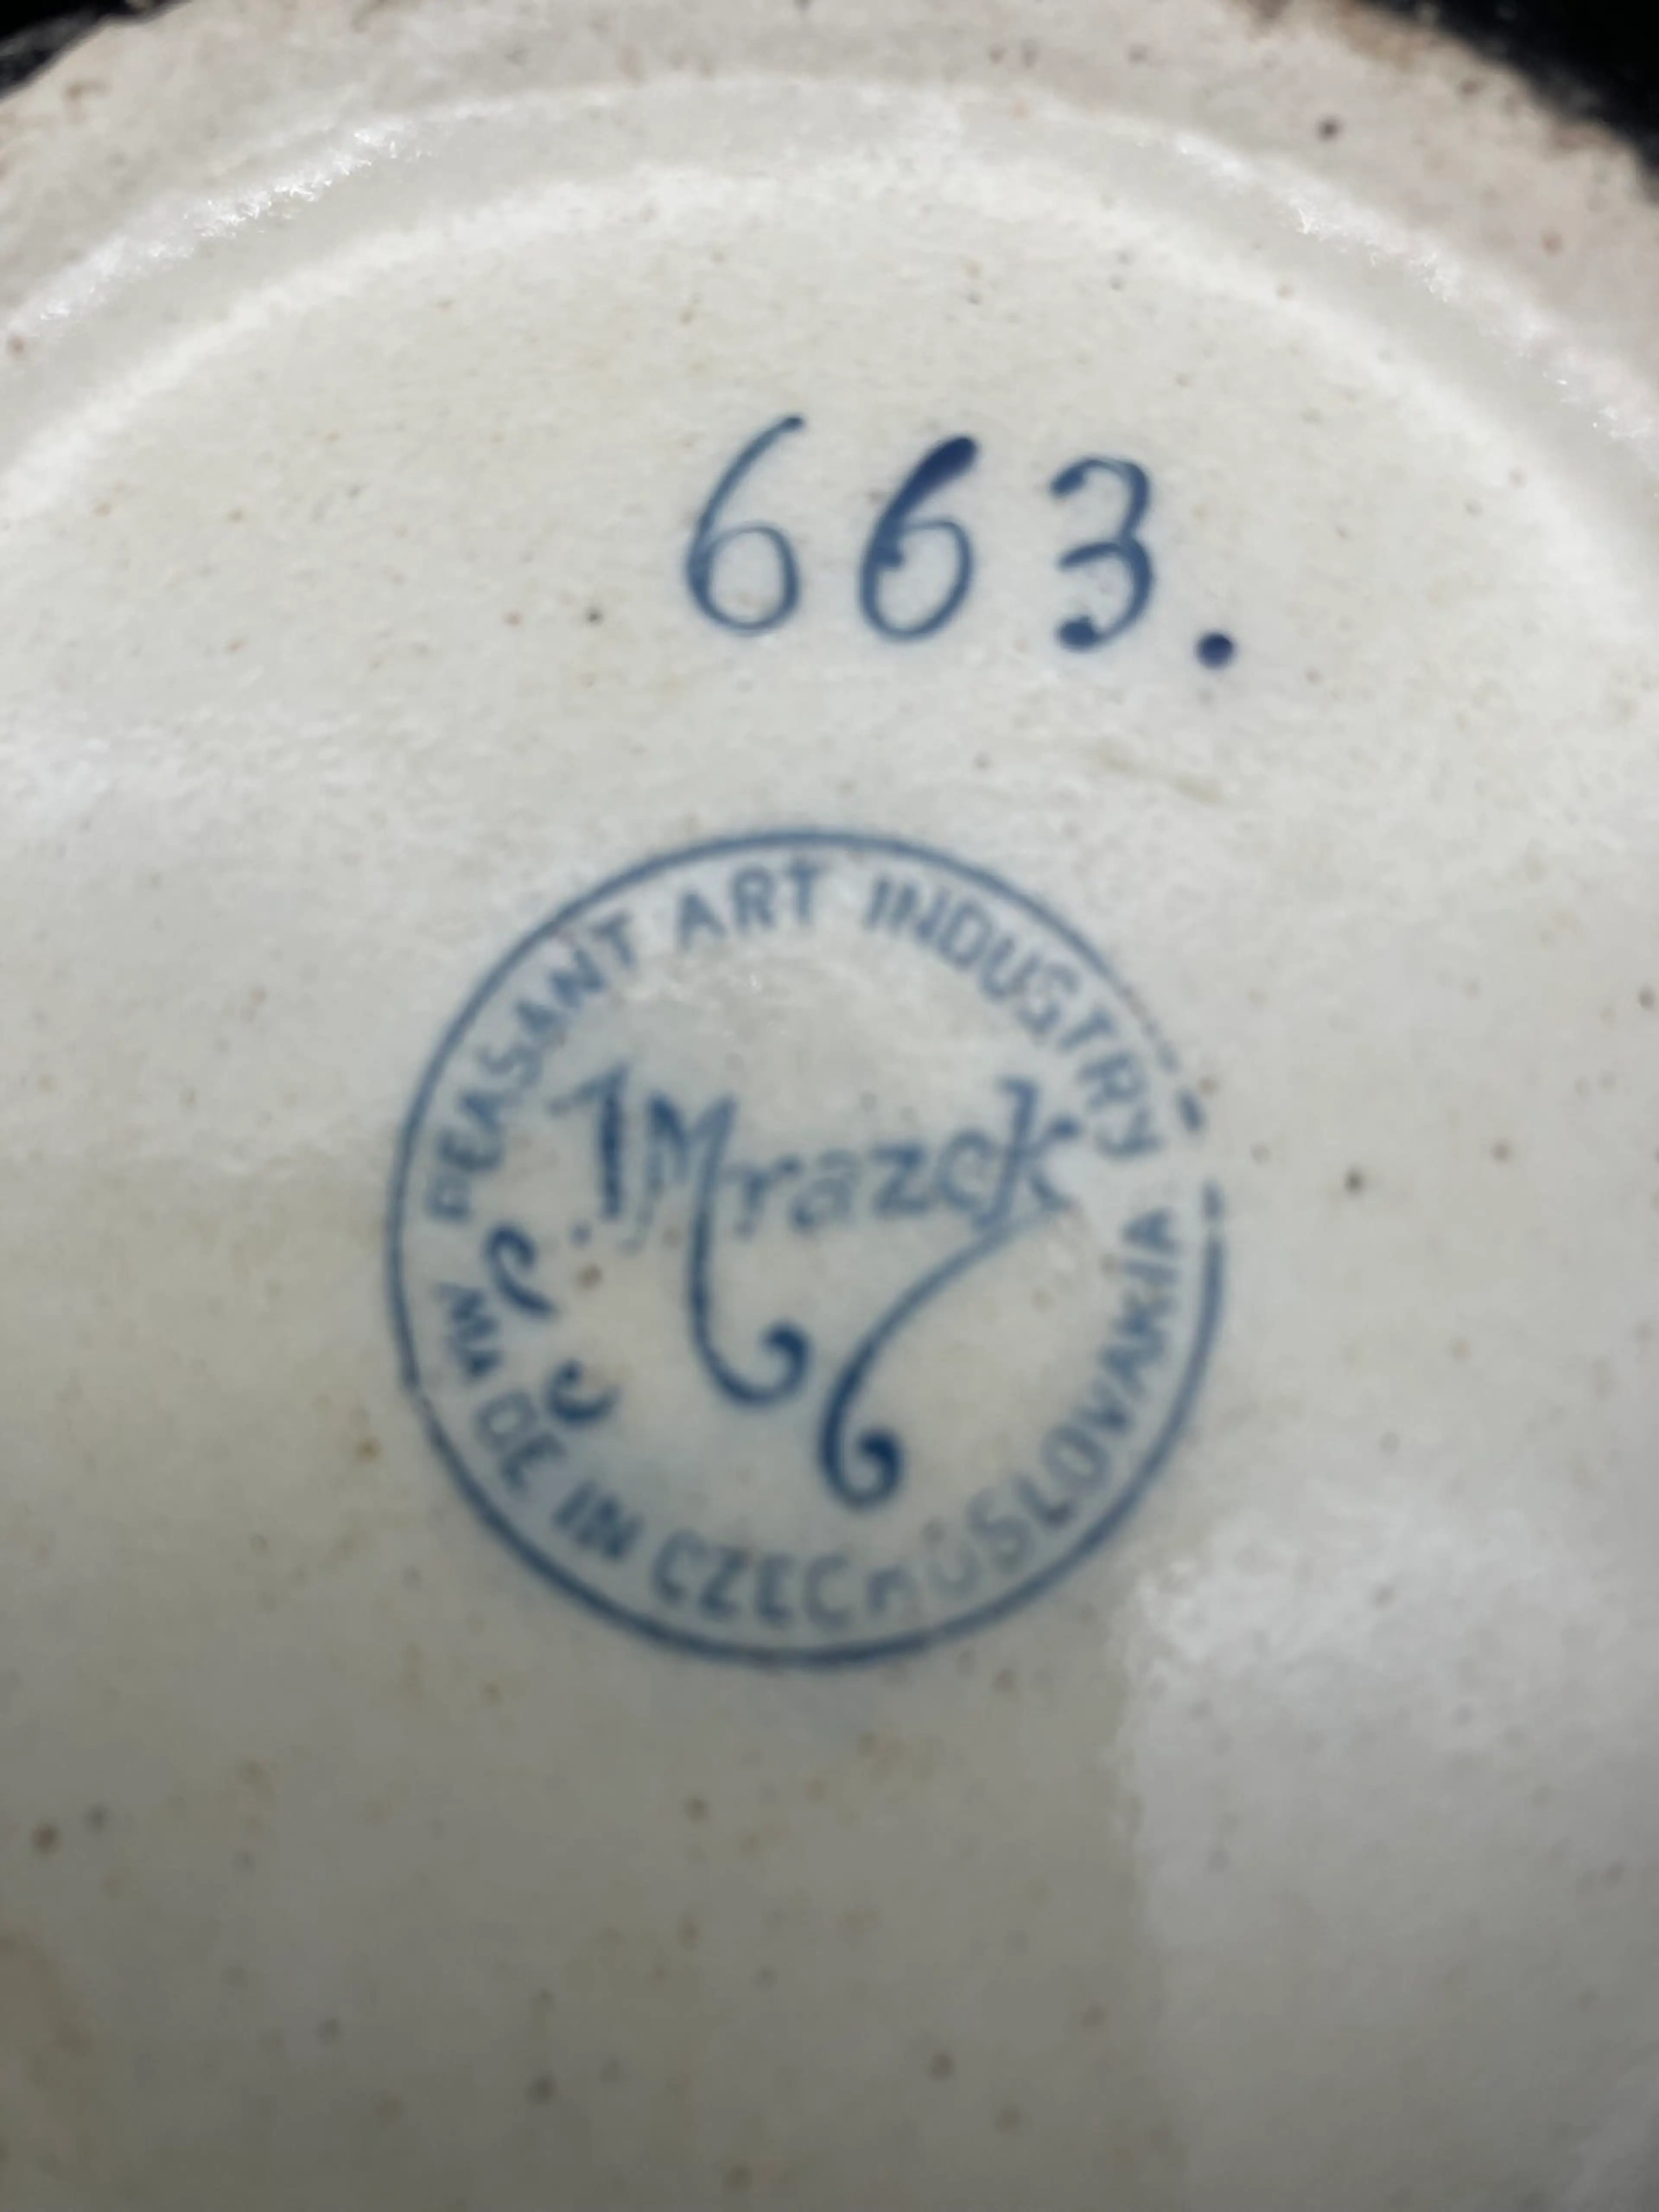 663.
PEASANT ART INDUSTRY
J Mrazek
MADE IN CZECHOSLOVAKIA